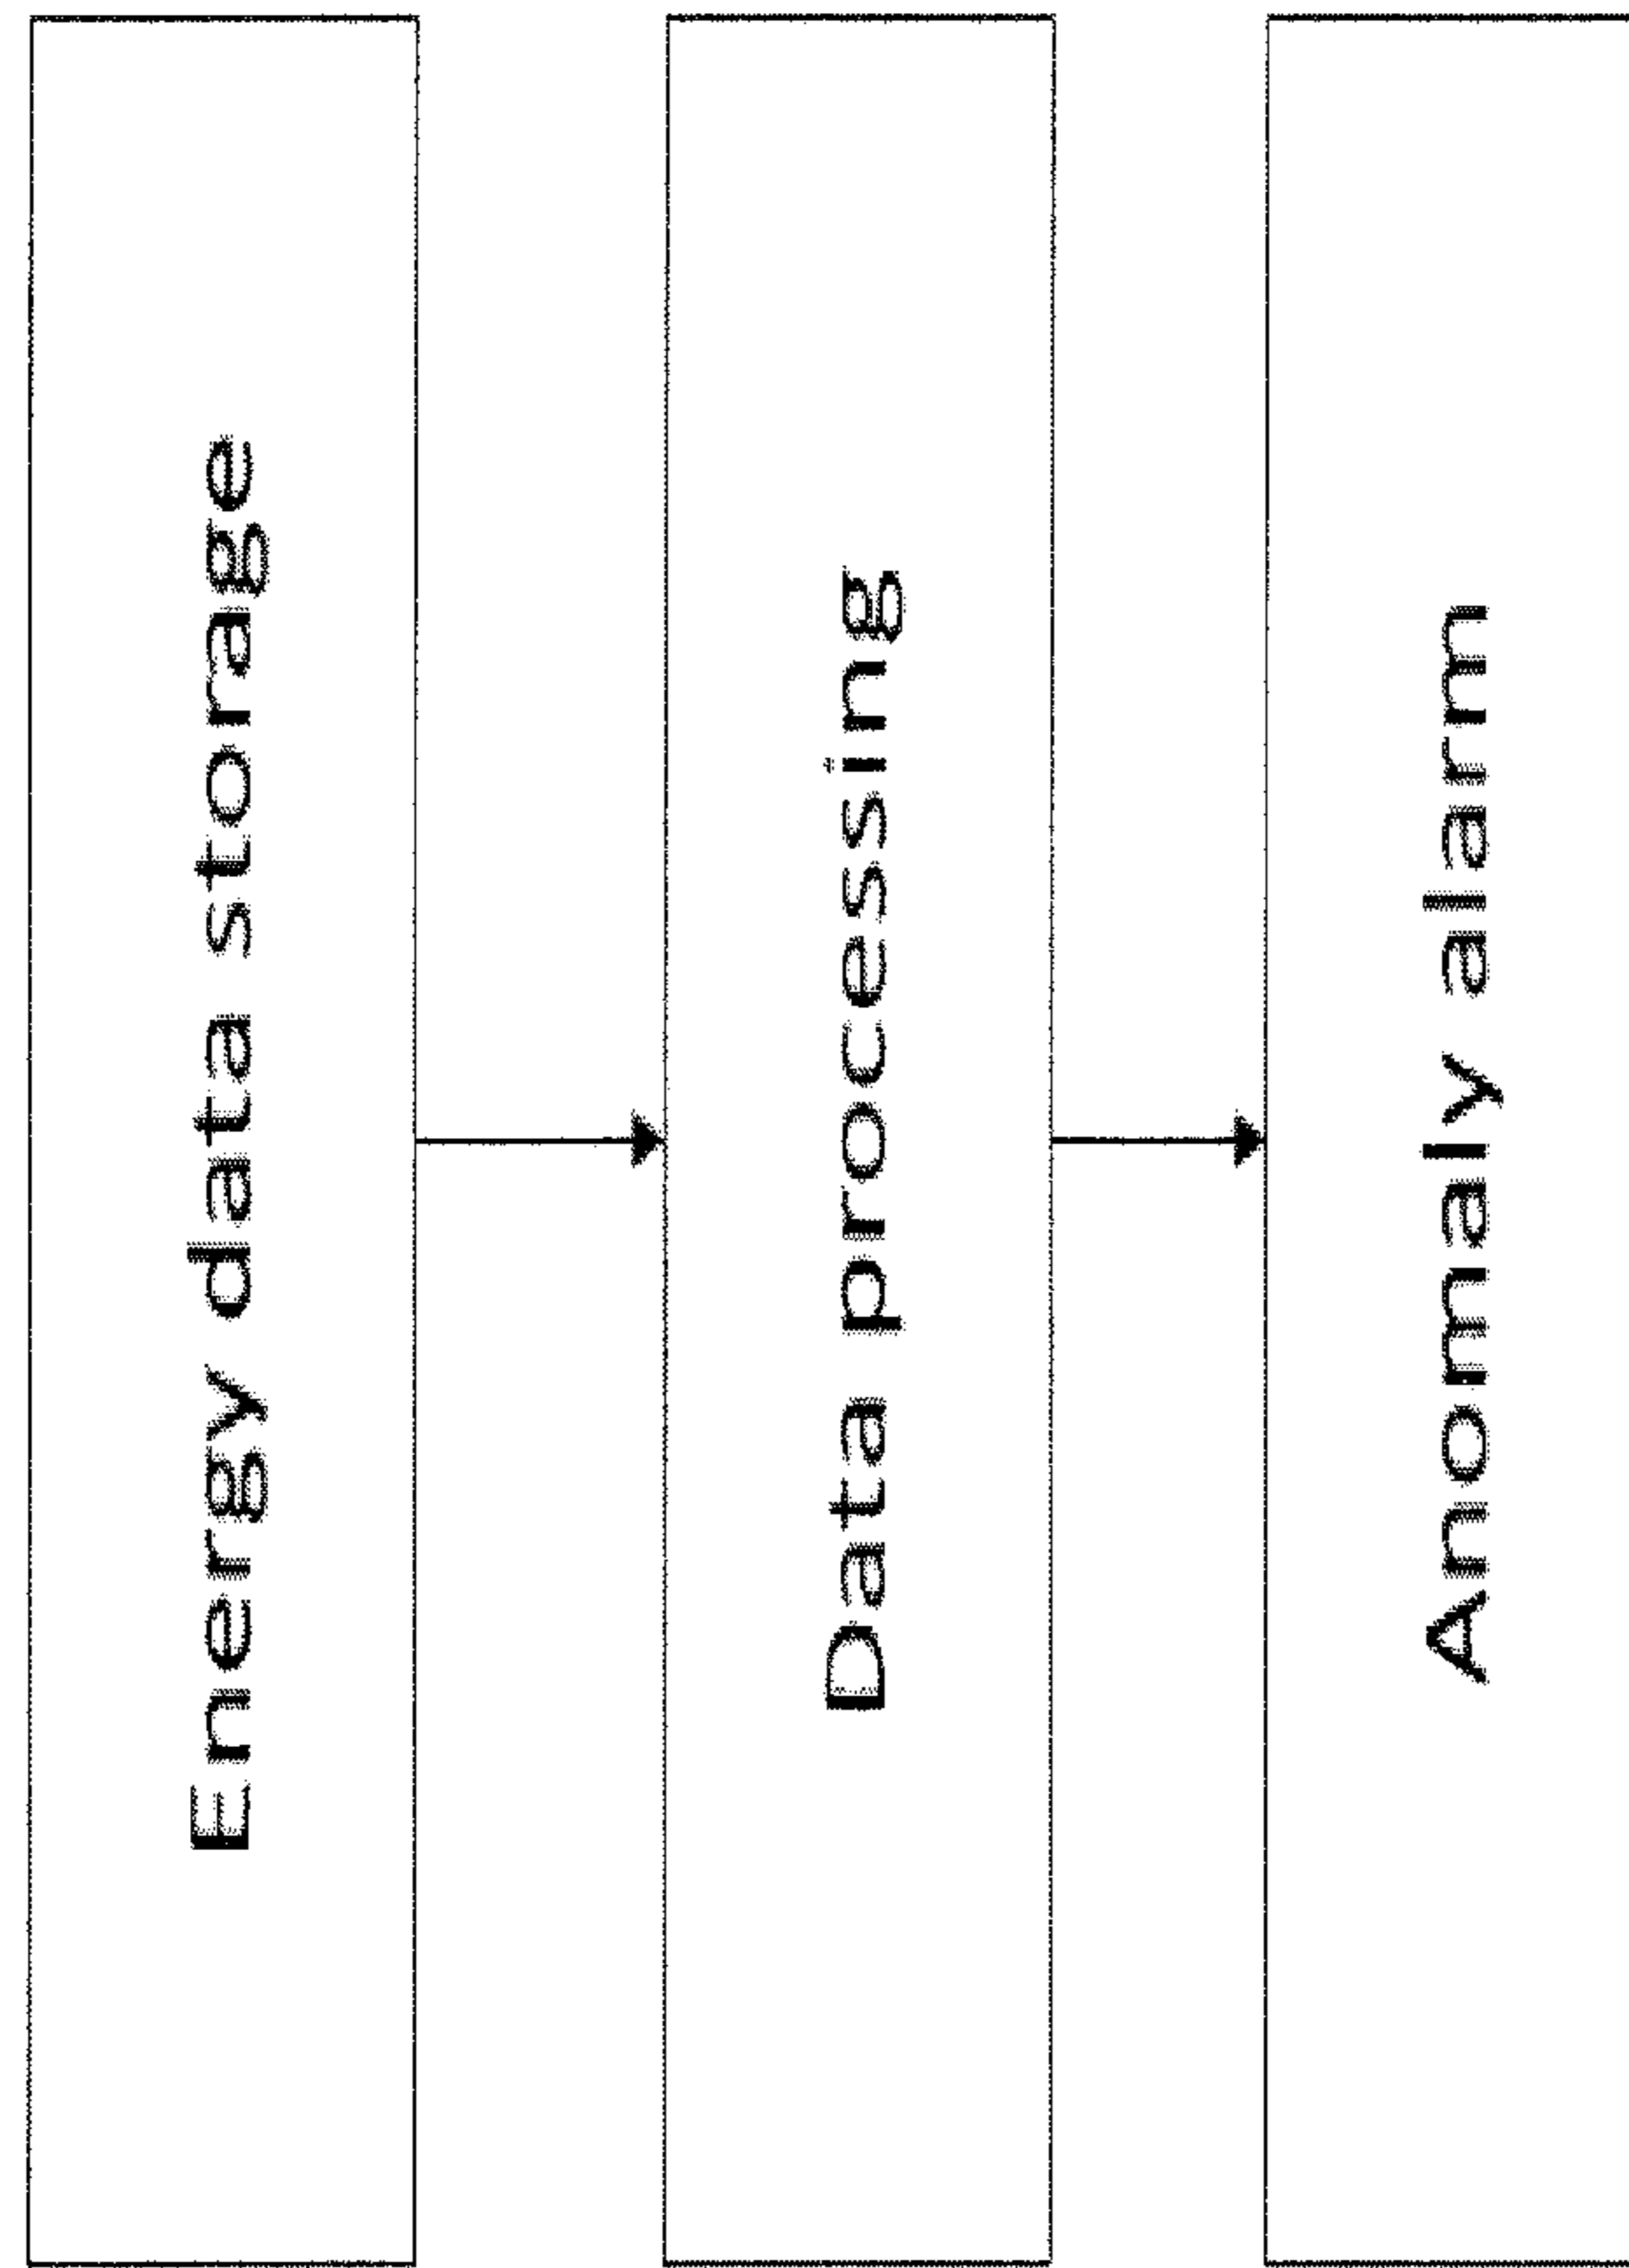 Energy data storage
Data processing
Anomaly alarm